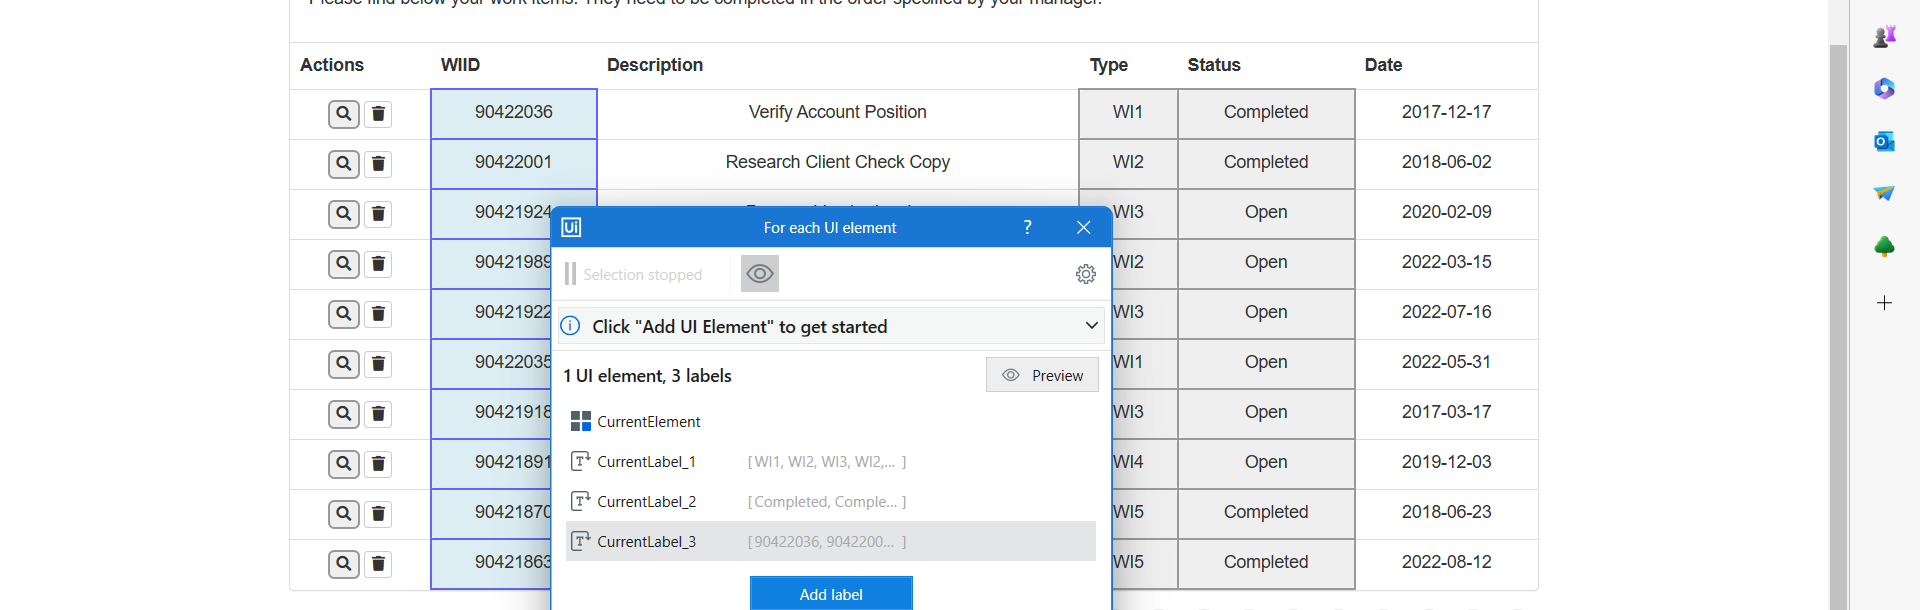 Please find below your work items. They need to be completed in the order specified by your manager.
Actions WIID Description Type Status Date
90422036 Verify Account Position WI1 Completed 2017-12-17
90422001 Research Client Check Copy WI2 Completed 2018-06-02
90421924 WI3 Open 2020-02-09
Ui For each UI element ?
9042198 WI2 Open 2022-03-15
Selection stopped
90421922 WI3 Open 2022-07-16
Click "Add UI Element" to get started
90422035 WI1 Open 2022-05-31
1 UI element, 3 labels Preview
90421918 WI3 Open 2017-03-17
CurrentElement
90421891 WI4 Open 2019-12-03
CurrentLabel_1 [ WI1, WI2, WI3, WI2,... ]
CurrentLabel_2 [ Completed, Comple... ]
90421870 WI5 Completed 2018-06-23
CurrentLabel_3 [ 90422036, 9042200... ]
90421863 WI5 Completed 2022-08-12
Add label